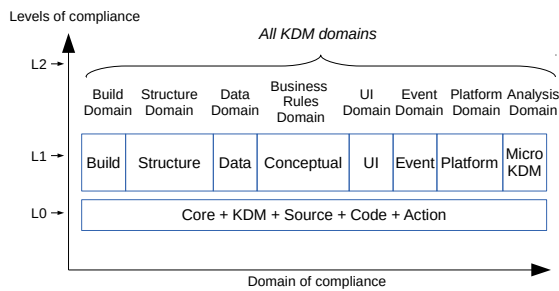 Levels of compliance
All KDM domains
L2
Build Structure Data Business UI Event Platform Analysis
Domain Domain Domain Rules Domain Domain Domain Domain
Domain
L1
Build Structure Data Conceptual UI Event Platform Micro
KDM
L0
Core + KDM + Source + Code + Action
Domain of compliance